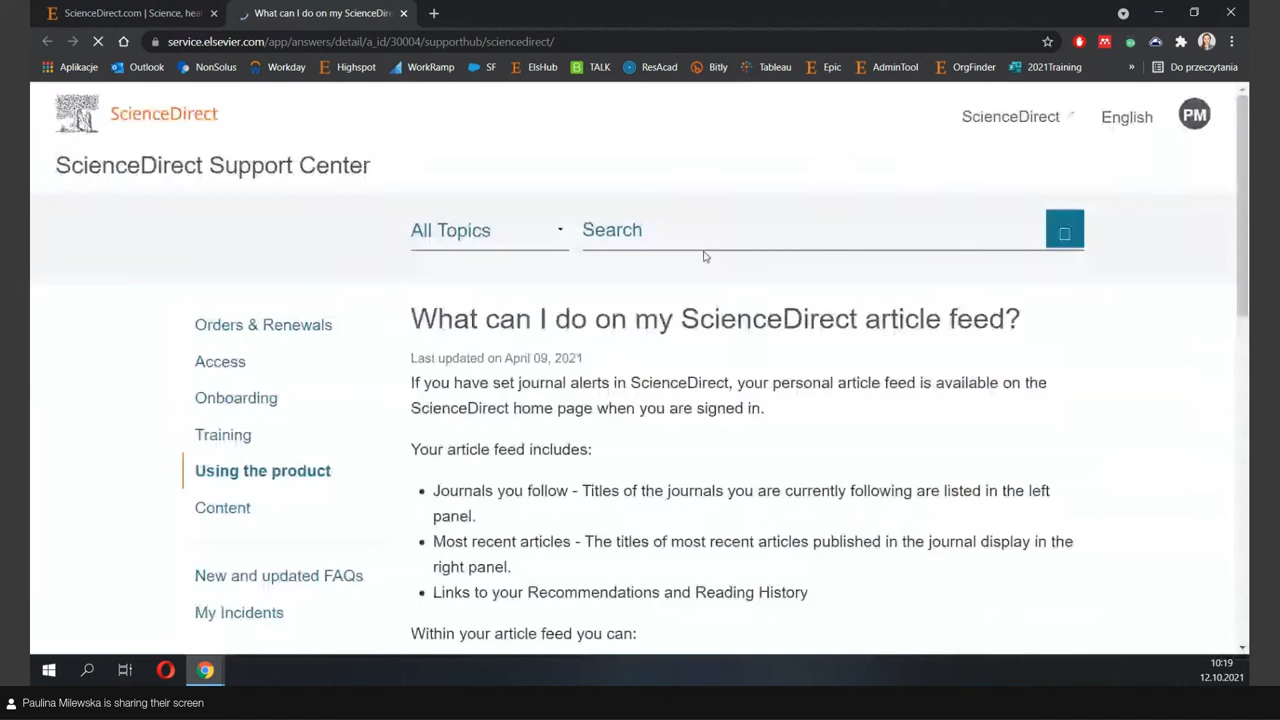 ScienceDirect.com | Science, heal
What can I do on my ScienceDire
service.elsevier.com/app/answers/detail/a_id/30004/supporthub/sciencedirect/
Aplikacje Outlook NonSolus Workday Highspot WorkRamp SF ElsHub TALK ResAcad Bitly Tableau Epic AdminTool OrgFinder 2021Training » Do przeczytania
ScienceDirect
ScienceDirect English PM
ScienceDirect Support Center
All Topics Search
Orders & Renewals
Access
Onboarding
Training
Using the product
Content
New and updated FAQs
My Incidents
What can I do on my ScienceDirect article feed?
Last updated on April 09, 2021
If you have set journal alerts in ScienceDirect, your personal article feed is available on the
ScienceDirect home page when you are signed in.
Your article feed includes:
• Journals you follow - Titles of the journals you are currently following are listed in the left
panel.
• Most recent articles - The titles of most recent articles published in the journal display in the
right panel.
• Links to your Recommendations and Reading History
Within your article feed you can:
10:19
12.10.2021
Paulina Milewska is sharing their screen